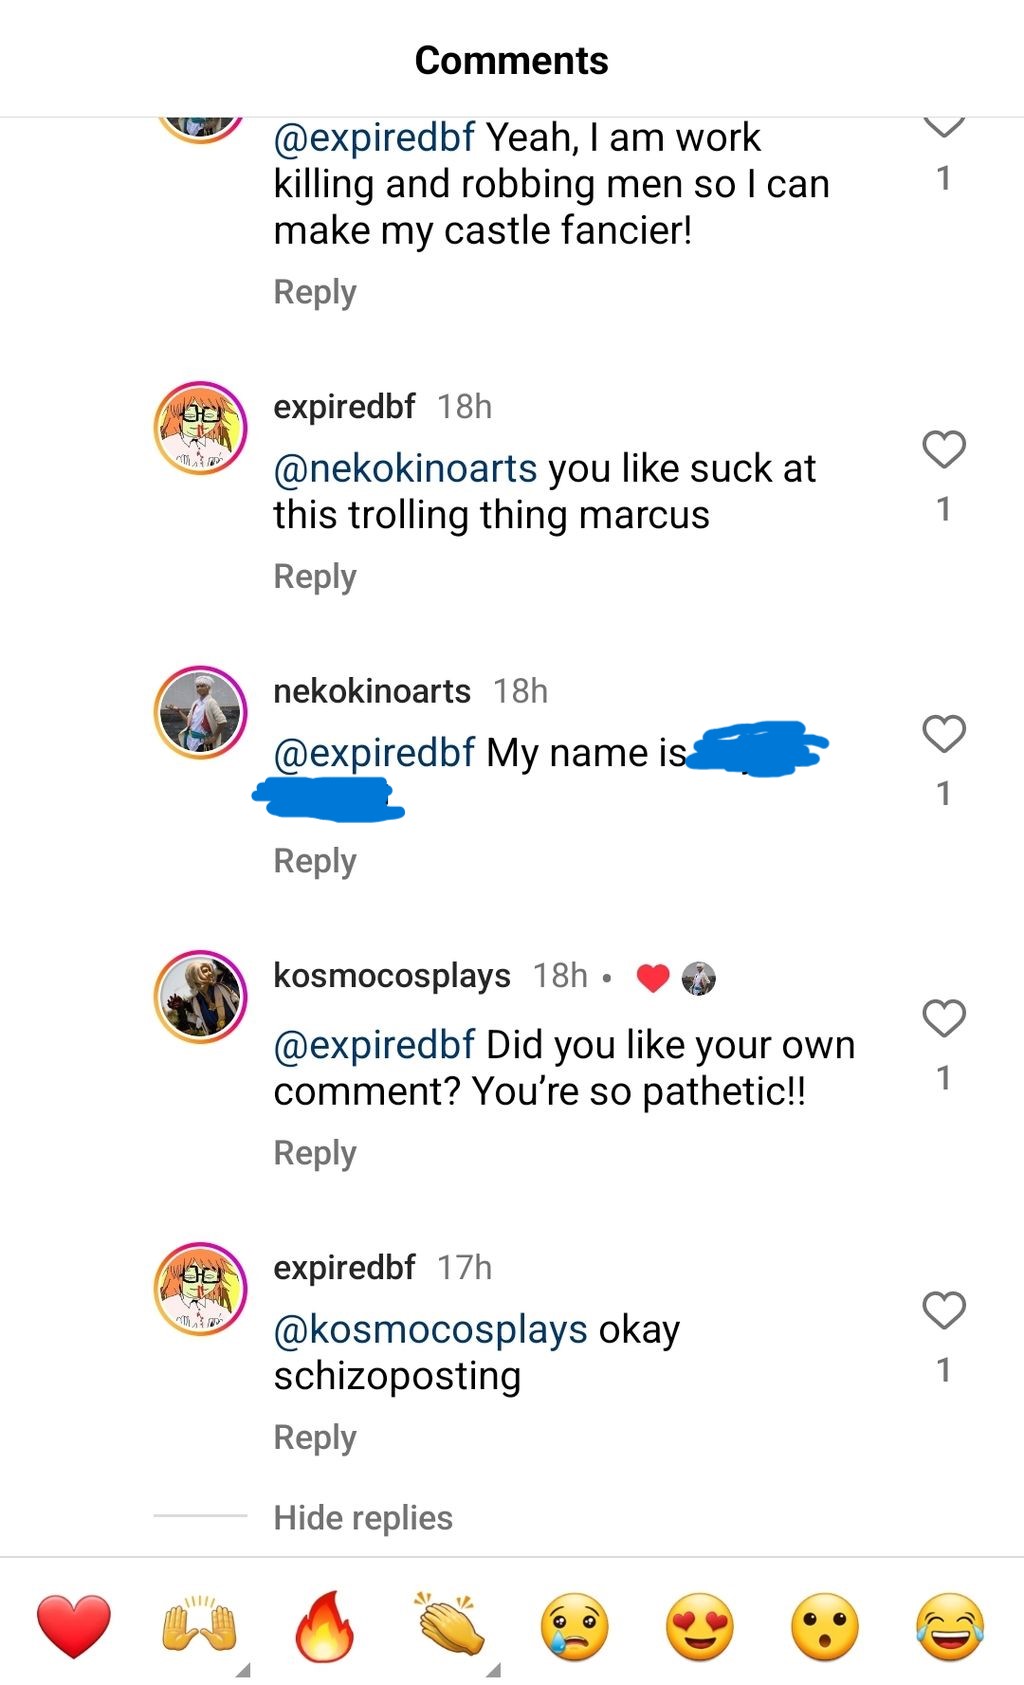 Comments
@expiredbf Yeah, I am work
killing and robbing men so I can
make my castle fancier!
1
Reply
expiredbf 18h
@nekokinoarts you like suck at
this trolling thing marcus
1
Reply
nekokinoarts 18h
@expiredbf My name is
1
Reply
kosmocosplays 18h •
@expiredbf Did you like your own
comment? You’re so pathetic!!
1
Reply
expiredbf 17h
@kosmocosplays okay
schizoposting
1
Reply
Hide replies